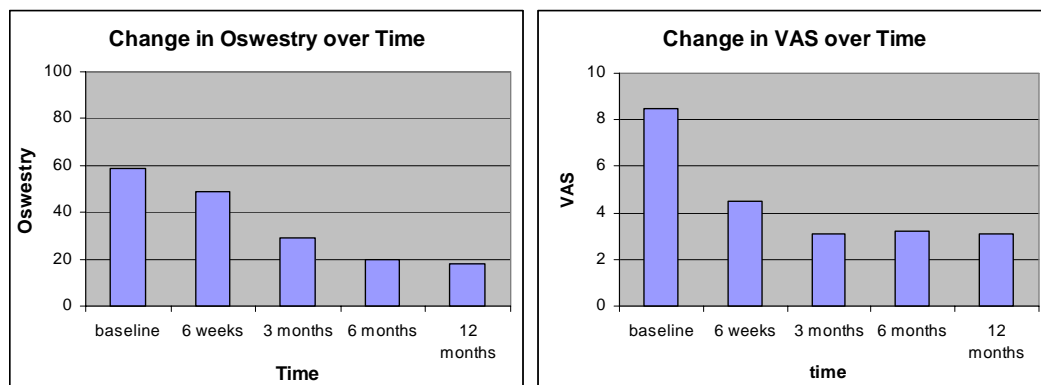 Change in Oswestry over Time
Oswestry
100
80
60
40
20
0
baseline
6 weeks
3 months
6 months
12
months
Time
Change in VAS over Time
VAS
10
8
6
4
2
0
baseline
6 weeks
3 months
6 months
12
months
time